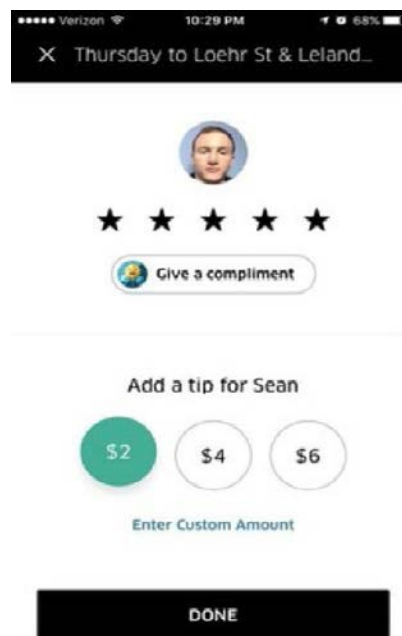 Verizon 10:29 PM 68%
X Thursday to Loehr St & Leland...
Give a compliment
Add a tip for Sean
$2 $4 $6
Enter Custom Amount
DONE